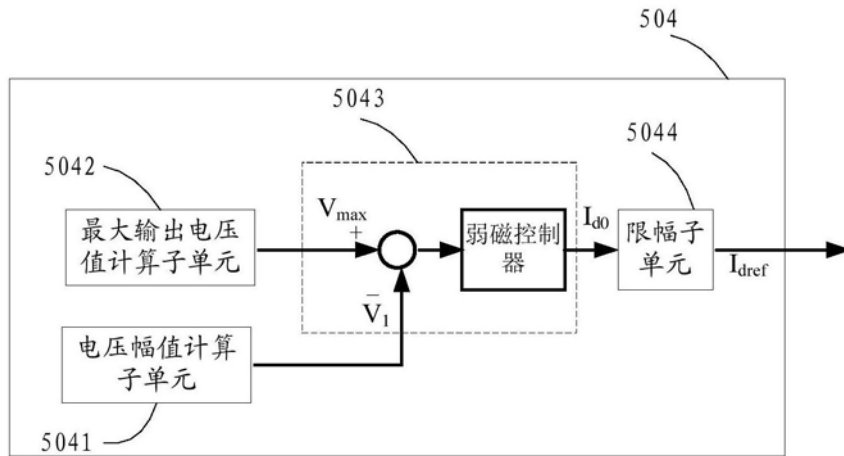 504
5043
5042
5044
V_max
+
I_d0
最大输出电压
值计算子单元
弱磁控制
器
限幅子
单元
I_dref
−
V_1
电压幅值计算
子单元
5041